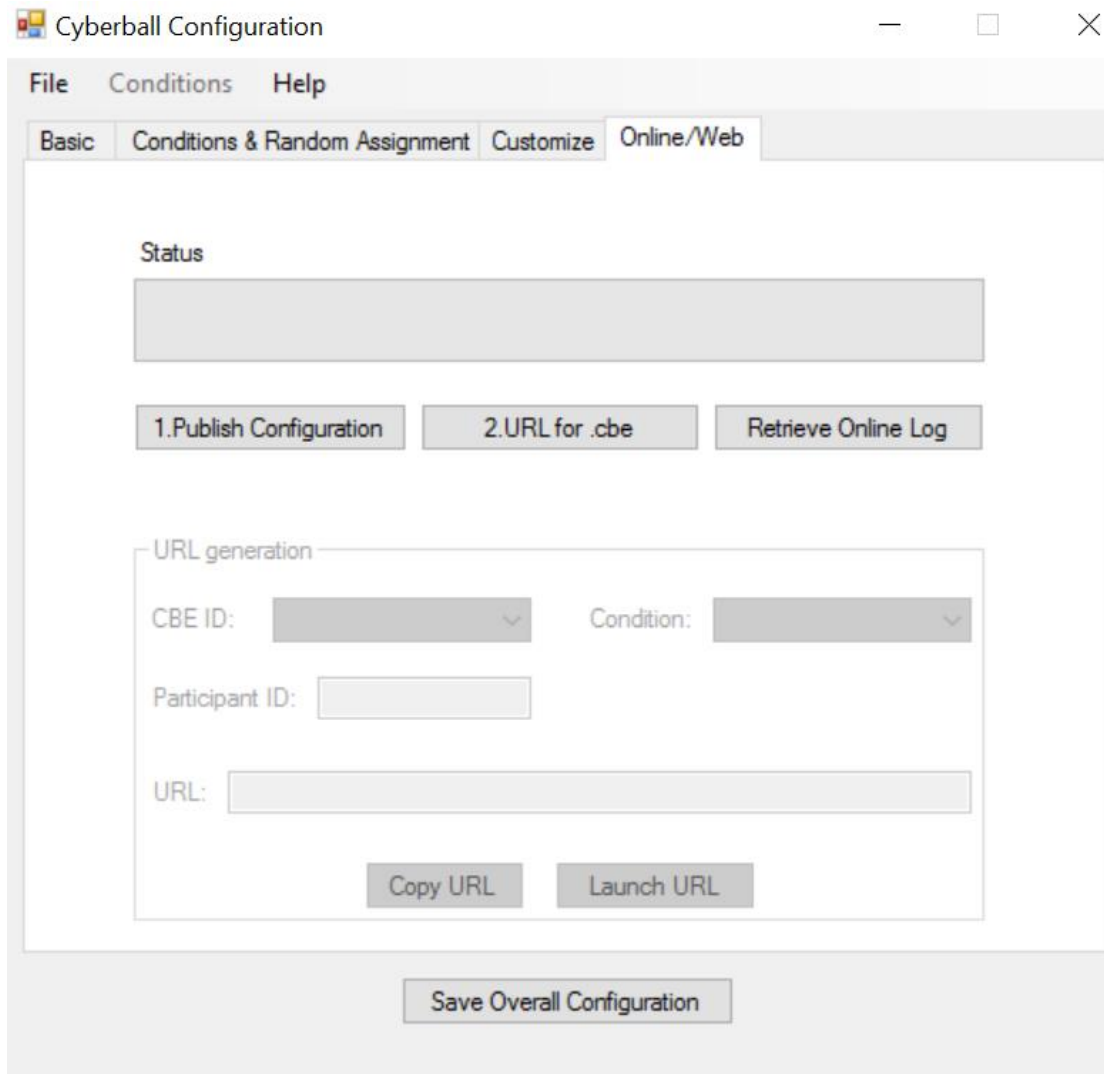 Cyberball Configuration
File Conditions Help
Basic Conditions & Random Assignment Customize Online/Web
Status
1.Publish Configuration 2.URL for .cbe Retrieve Online Log
URL generation
CBE ID: Condition:
Participant ID:
URL:
Copy URL Launch URL
Save Overall Configuration